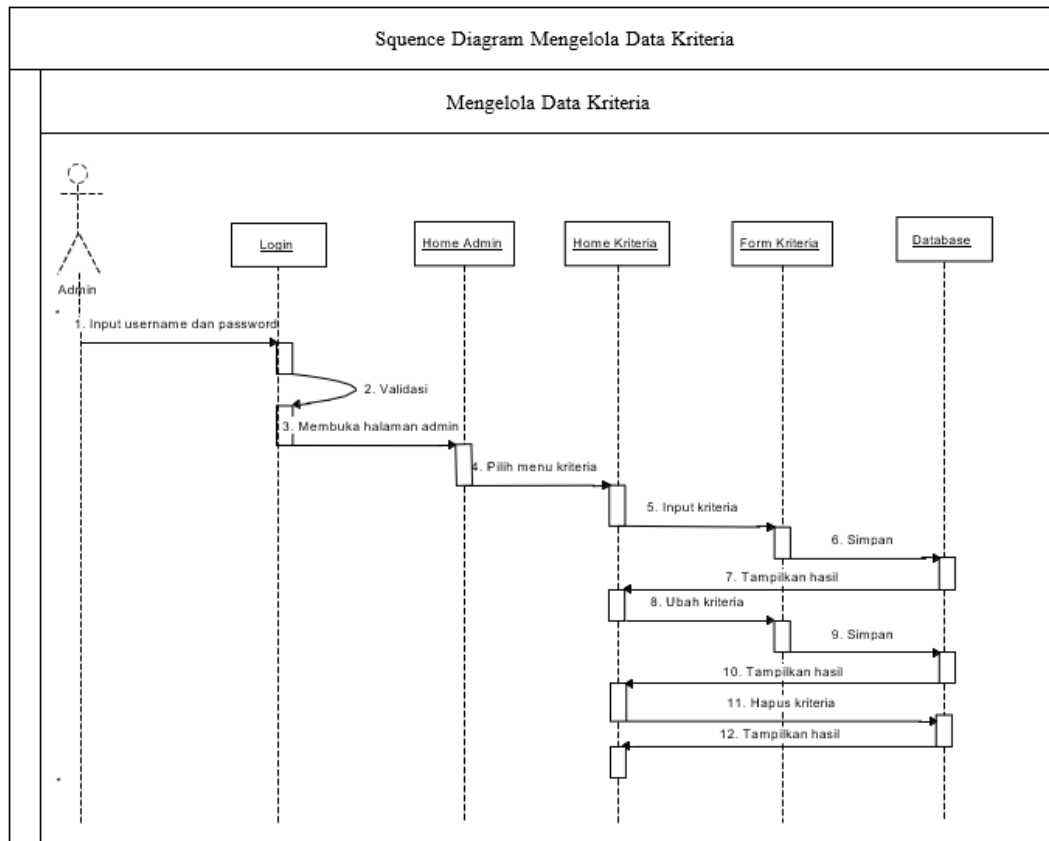 Squence Diagram Mengelola Data Kriteria
Mengelola Data Kriteria
Login
Home Admin
Home Kriteria
Form Kriteria
Database
Admin
*
1. Input username dan password
2. Validasi
3. Membuka halaman admin
4. Pilih menu kriteria
5. Input kriteria
6. Simpan
7. Tampilkan hasil
8. Ubah kriteria
9. Simpan
10. Tampilkan hasil
11. Hapus kriteria
12. Tampilkan hasil
*